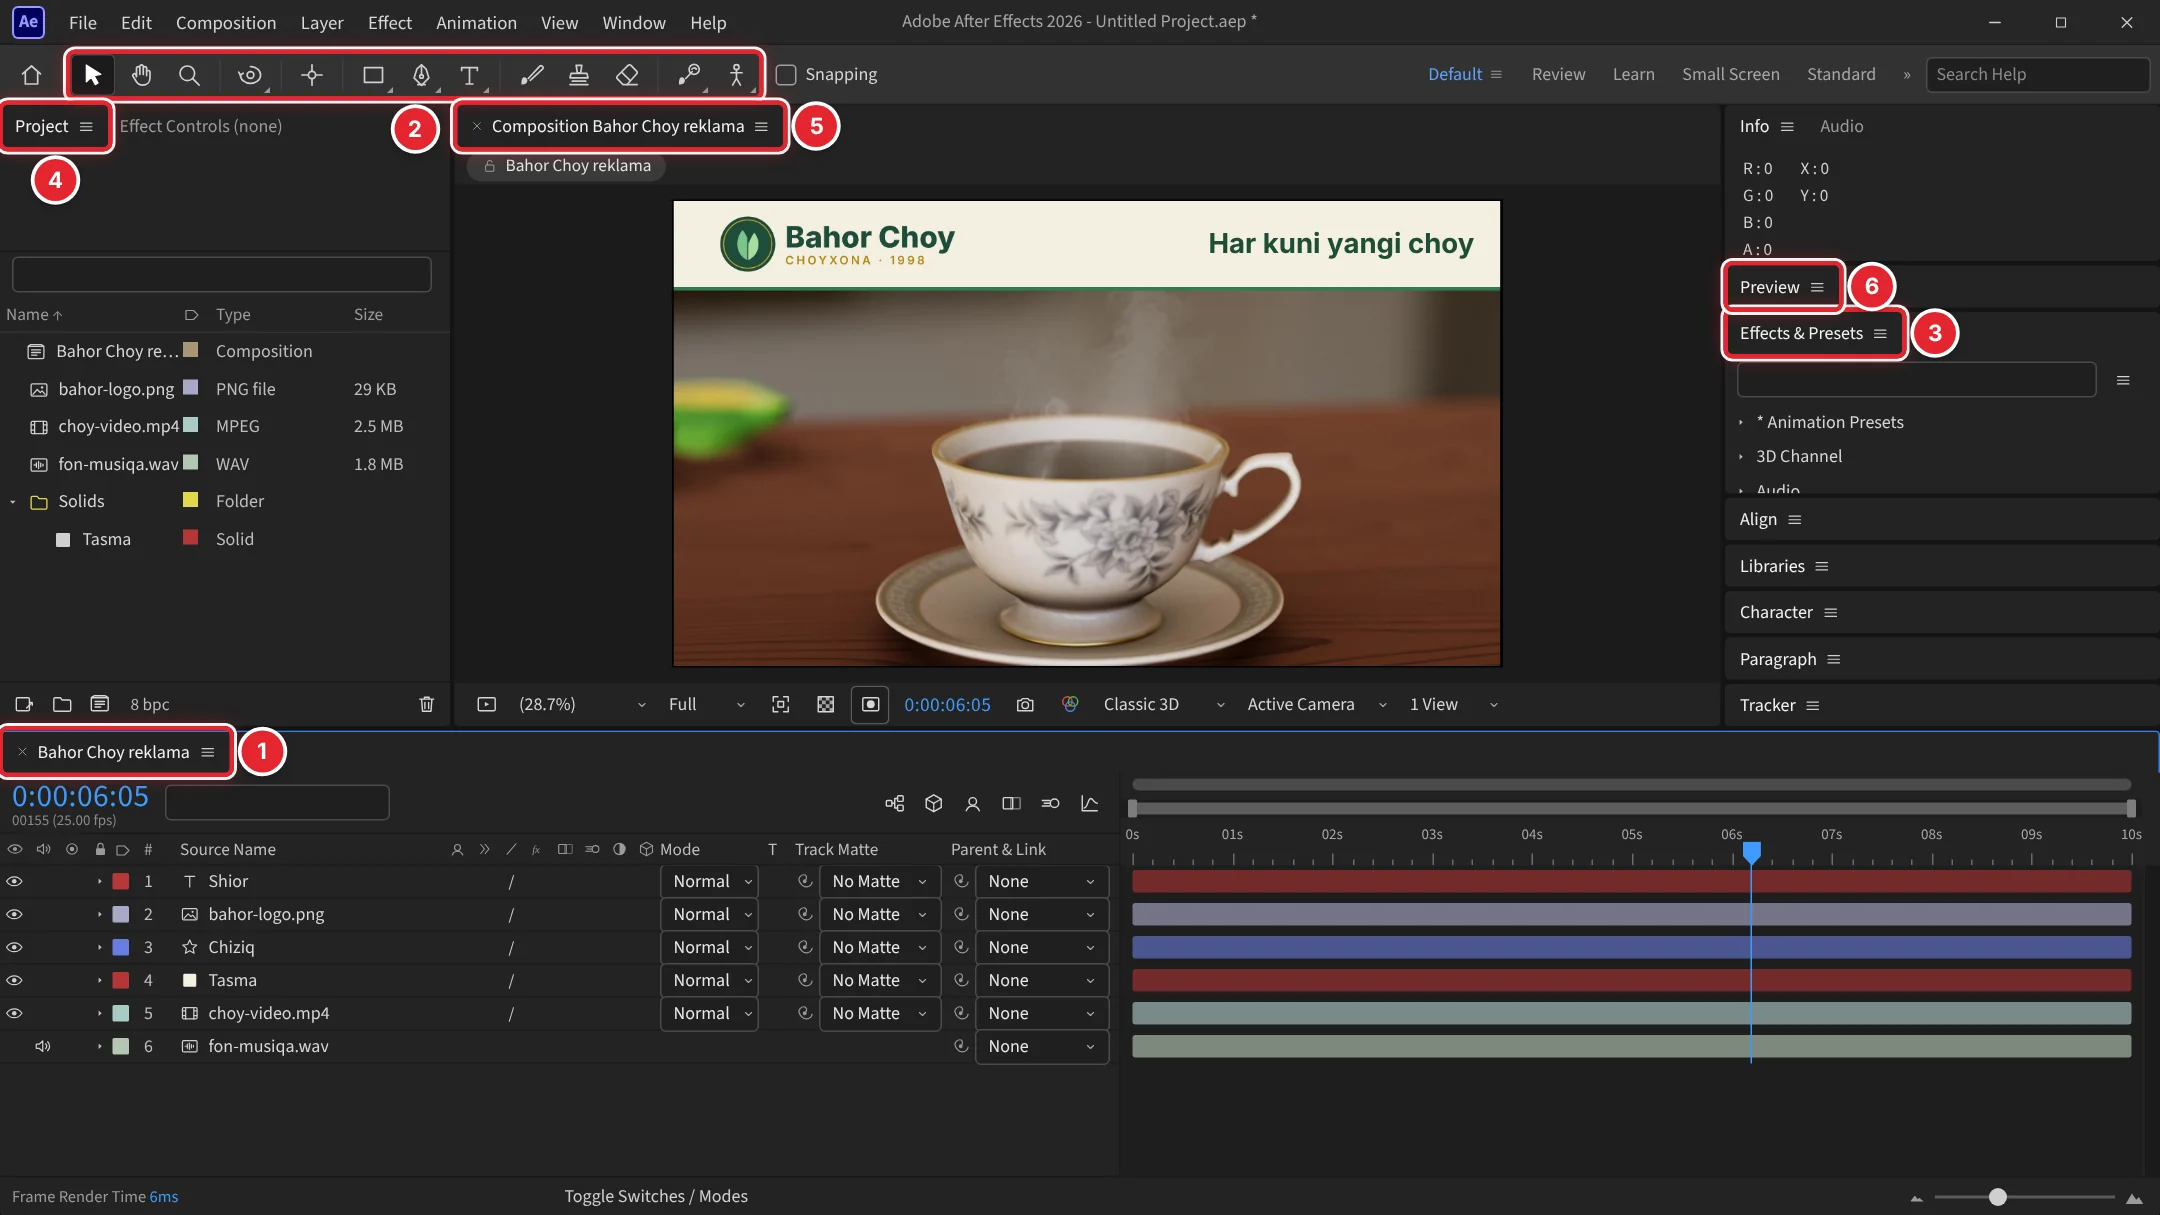 Ae File Edit Composition Layer Effect Animation View Window Help Adobe After Effects 2026 - Untitled Project.aep *
Snapping Default Review Learn Small Screen Standard » Search Help
Project Effect Controls (none) 2 × Composition Bahor Choy reklama 5 Info Audio
4
Bahor Choy reklama
R : 0 X : 0
G : 0 Y : 0
B : 0
A : 0
Bahor Choy
CHOYXONA · 1998
Har kuni yangi choy
Preview 6
Effects & Presets 3
* Animation Presets
3D Channel
Audio
Align
Libraries
Character
Paragraph
Tracker
Name Type Size
Bahor Choy re... Composition
bahor-logo.png PNG file 29 KB
choy-video.mp4 MPEG 2.5 MB
fon-musiqa.wav WAV 1.8 MB
Solids Folder
Tasma Solid
8 bpc
(28.7%) Full 0:00:06:05 Classic 3D Active Camera 1 View
× Bahor Choy reklama 1
0:00:06:05
00155 (25.00 fps)
0s 01s 02s 03s 04s 05s 06s 07s 08s 09s 10s
# Source Name fx Mode T Track Matte Parent & Link
1 T Shior Normal No Matte None
2 bahor-logo.png Normal No Matte None
3 Chiziq Normal No Matte None
4 Tasma Normal No Matte None
5 choy-video.mp4 Normal No Matte None
6 fon-musiqa.wav None
Frame Render Time 6ms Toggle Switches / Modes